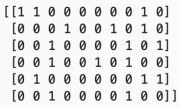 [[1 1 0 0 0 0 0 0 1 0]
[0 0 0 1 0 0 1 0 1 0]
[0 0 1 0 0 0 0 1 0 1]
[0 0 1 0 0 1 0 1 0 0]
[0 1 0 0 0 0 0 0 1 1]
[0 0 1 0 0 0 0 1 0 0]]